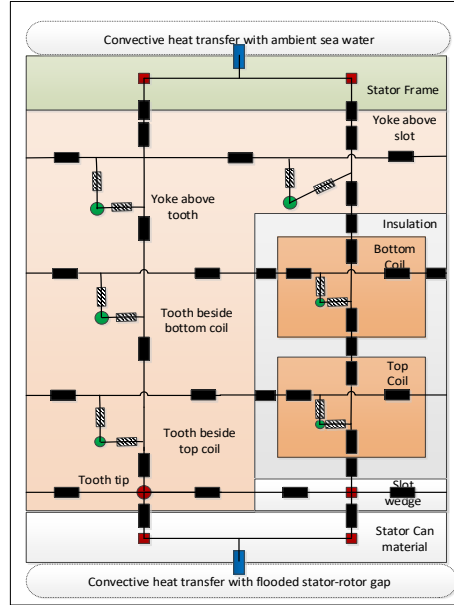 Convective heat transfer with ambient sea water
Stator Frame
Yoke above
slot
Yoke above
tooth
Insulation
Bottom
Coil
Tooth beside
bottom coil
Top
Coil
Tooth beside
top coil
Tooth tip
Slot
wedge
Stator Can
material
Convective heat transfer with flooded stator-rotor gap